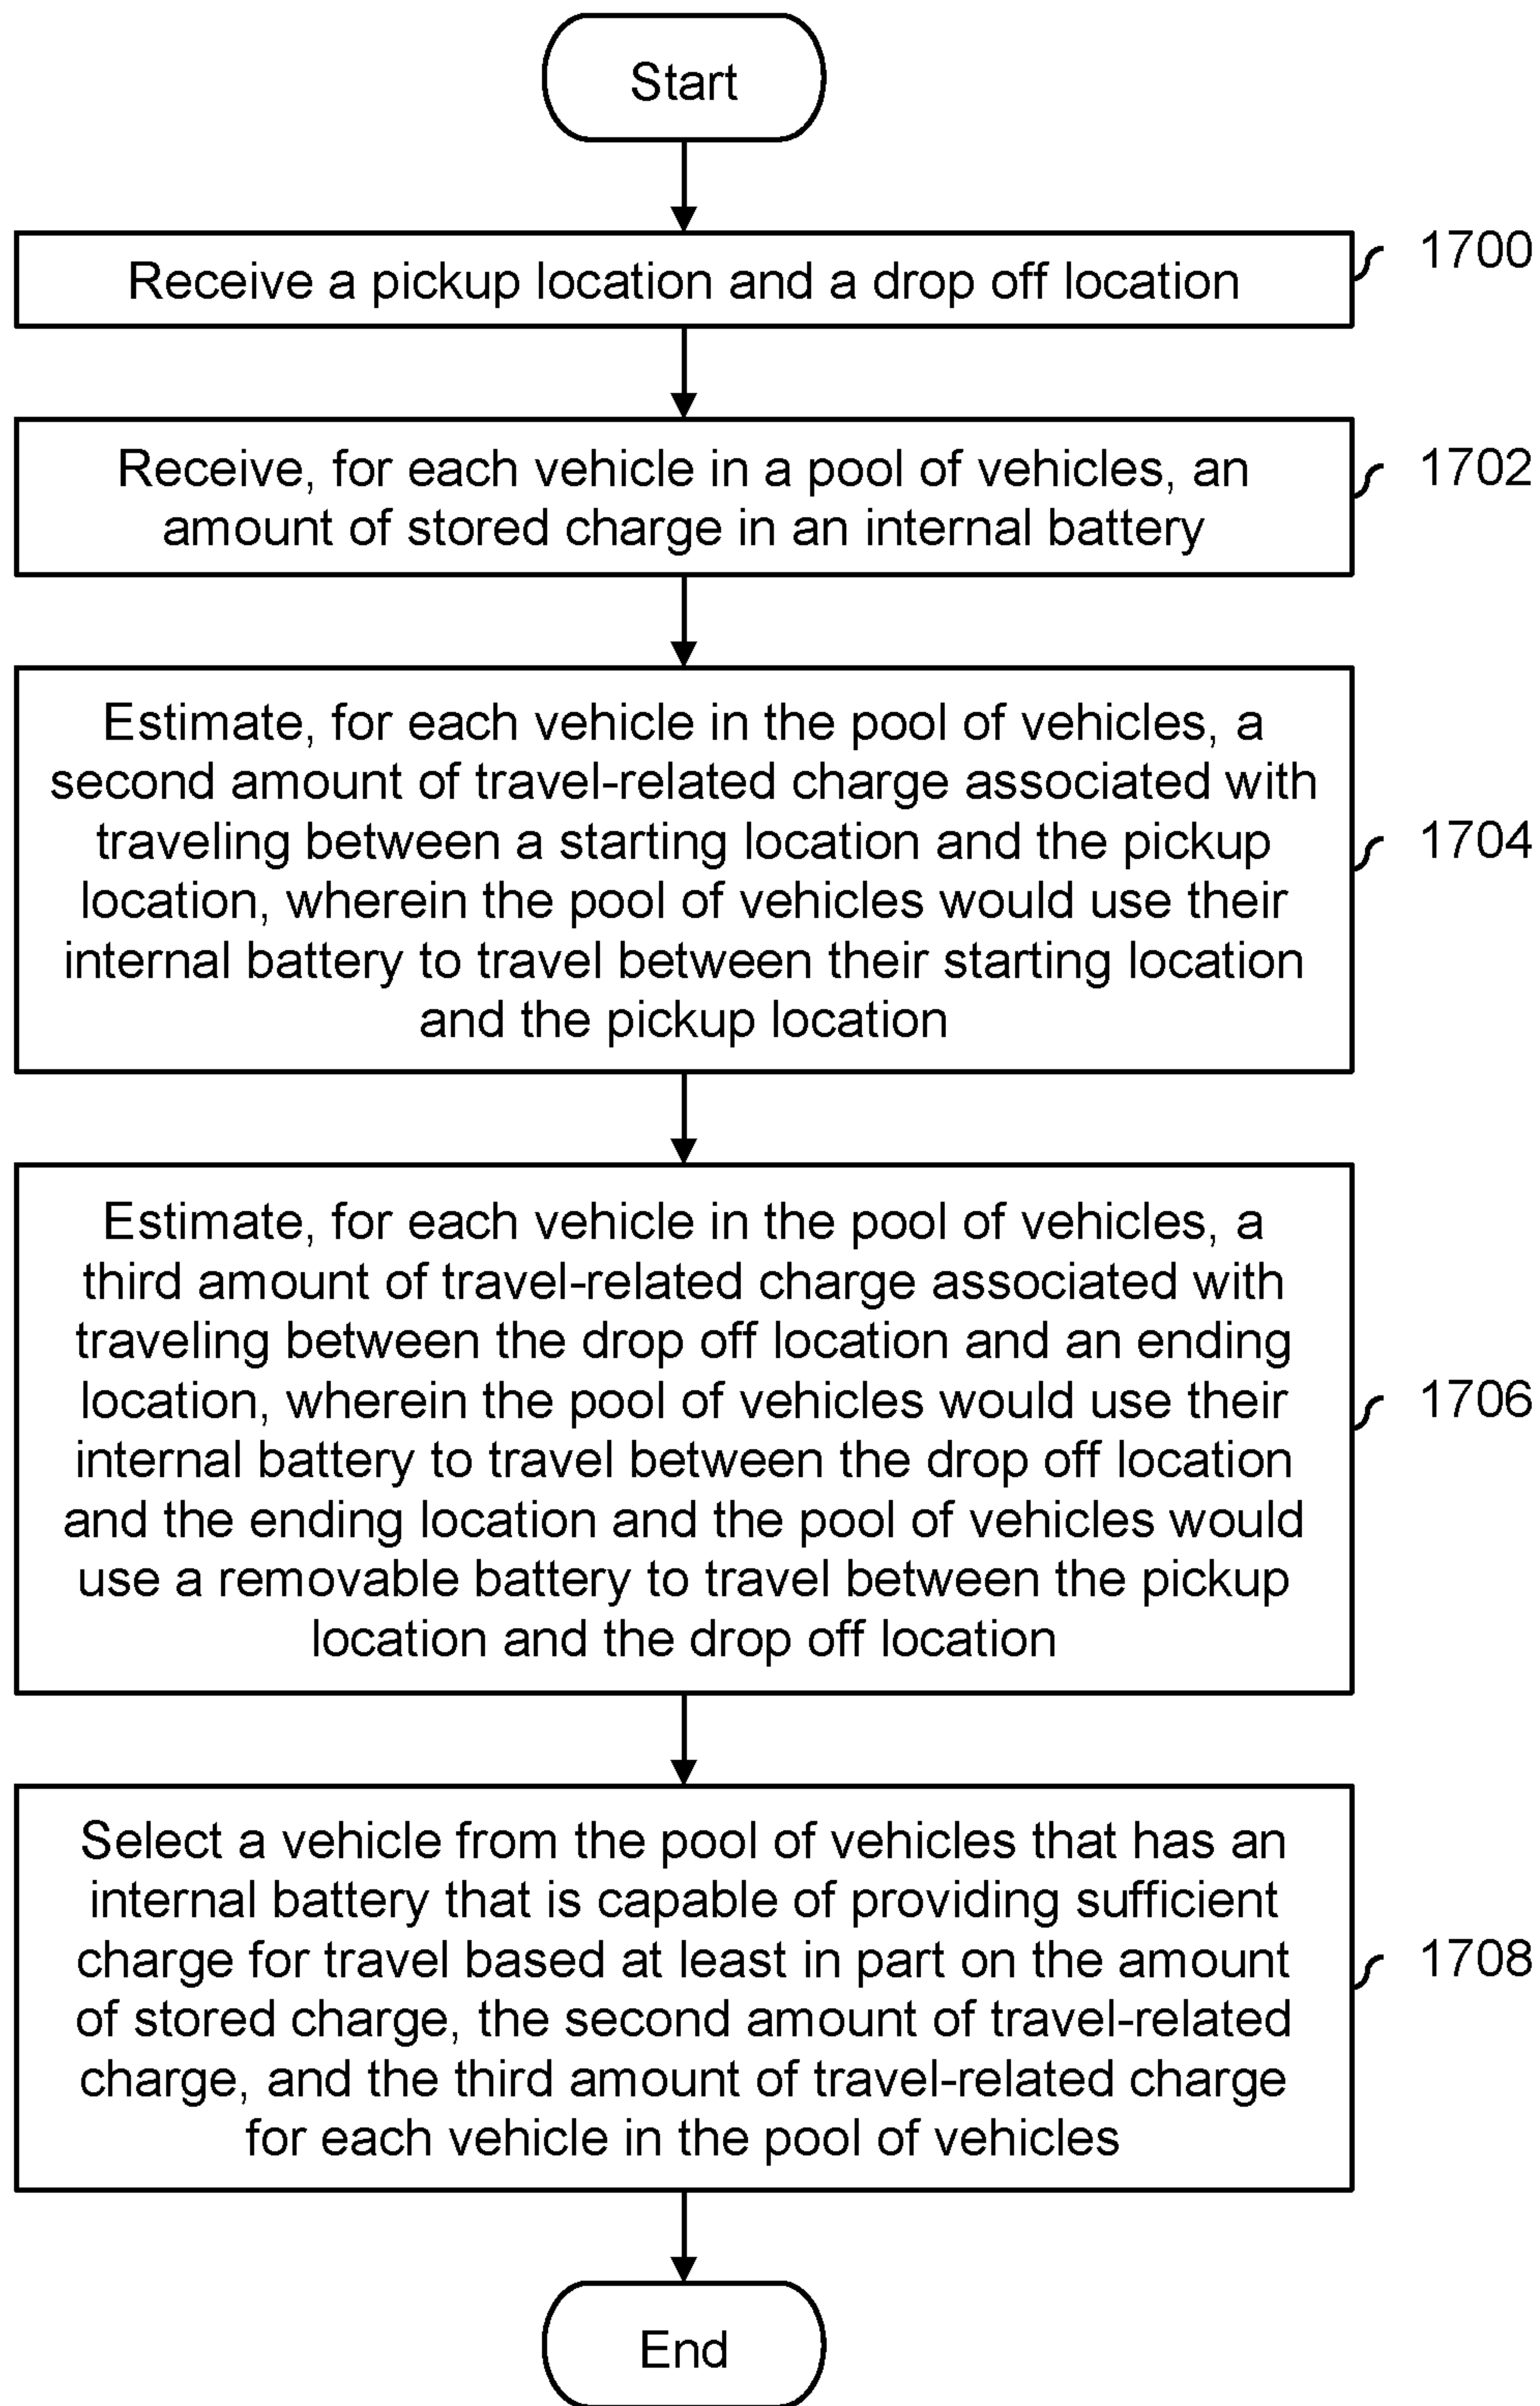 Start
Receive a pickup location and a drop off location
1700
Receive, for each vehicle in a pool of vehicles, an
amount of stored charge in an internal battery
1702
Estimate, for each vehicle in the pool of vehicles, a
second amount of travel-related charge associated with
traveling between a starting location and the pickup
location, wherein the pool of vehicles would use their
internal battery to travel between their starting location
and the pickup location
1704
Estimate, for each vehicle in the pool of vehicles, a
third amount of travel-related charge associated with
traveling between the drop off location and an ending
location, wherein the pool of vehicles would use their
internal battery to travel between the drop off location
and the ending location and the pool of vehicles would
use a removable battery to travel between the pickup
location and the drop off location
1706
Select a vehicle from the pool of vehicles that has an
internal battery that is capable of providing sufficient
charge for travel based at least in part on the amount
of stored charge, the second amount of travel-related
charge, and the third amount of travel-related charge
for each vehicle in the pool of vehicles
1708
End